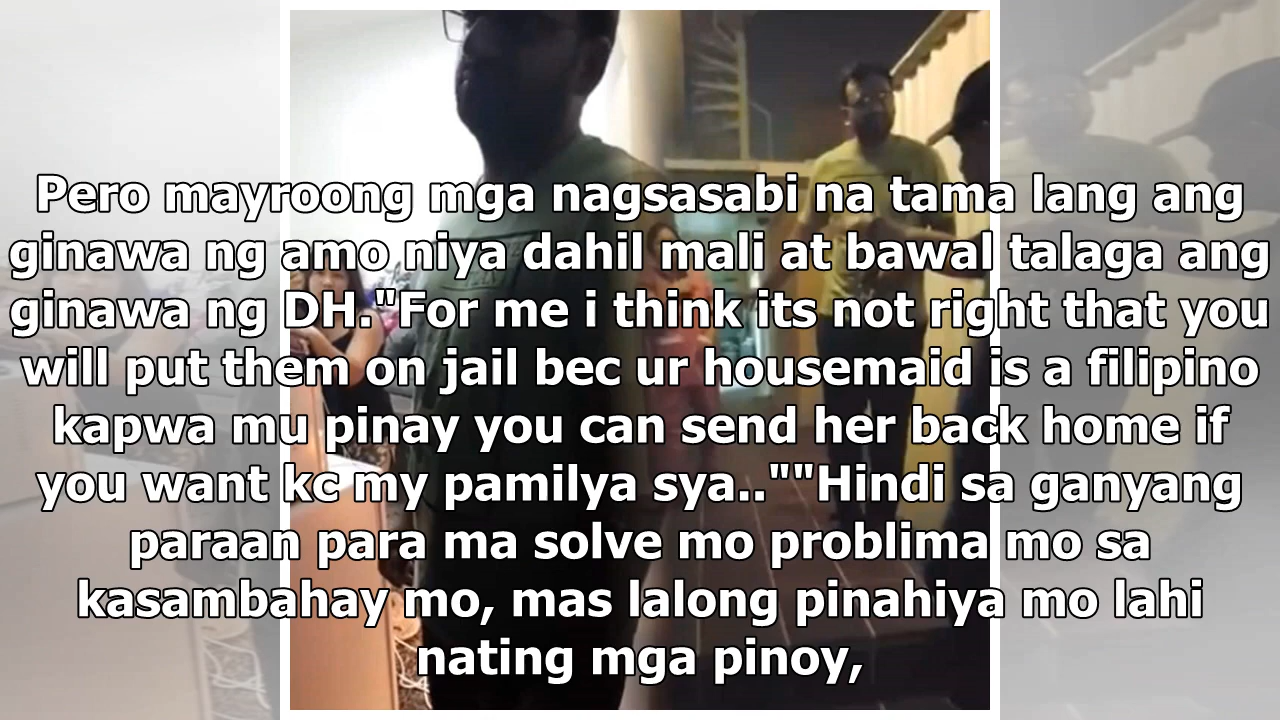 Pero mayroong mga nagsasabi na tama lang ang
ginawa ng amo niya dahil mali at bawal talaga ang
ginawa ng DH."For me i think its not right that you
will put them on jail bec ur housemaid is a filipino
kapwa mu pinay you can send her back home if
you want kc my pamilya sya..""Hindi sa ganyang
paraan para ma solve mo problima mo sa
kasambahay mo, mas lalong pinahiya mo lahi
nating mga pinoy,